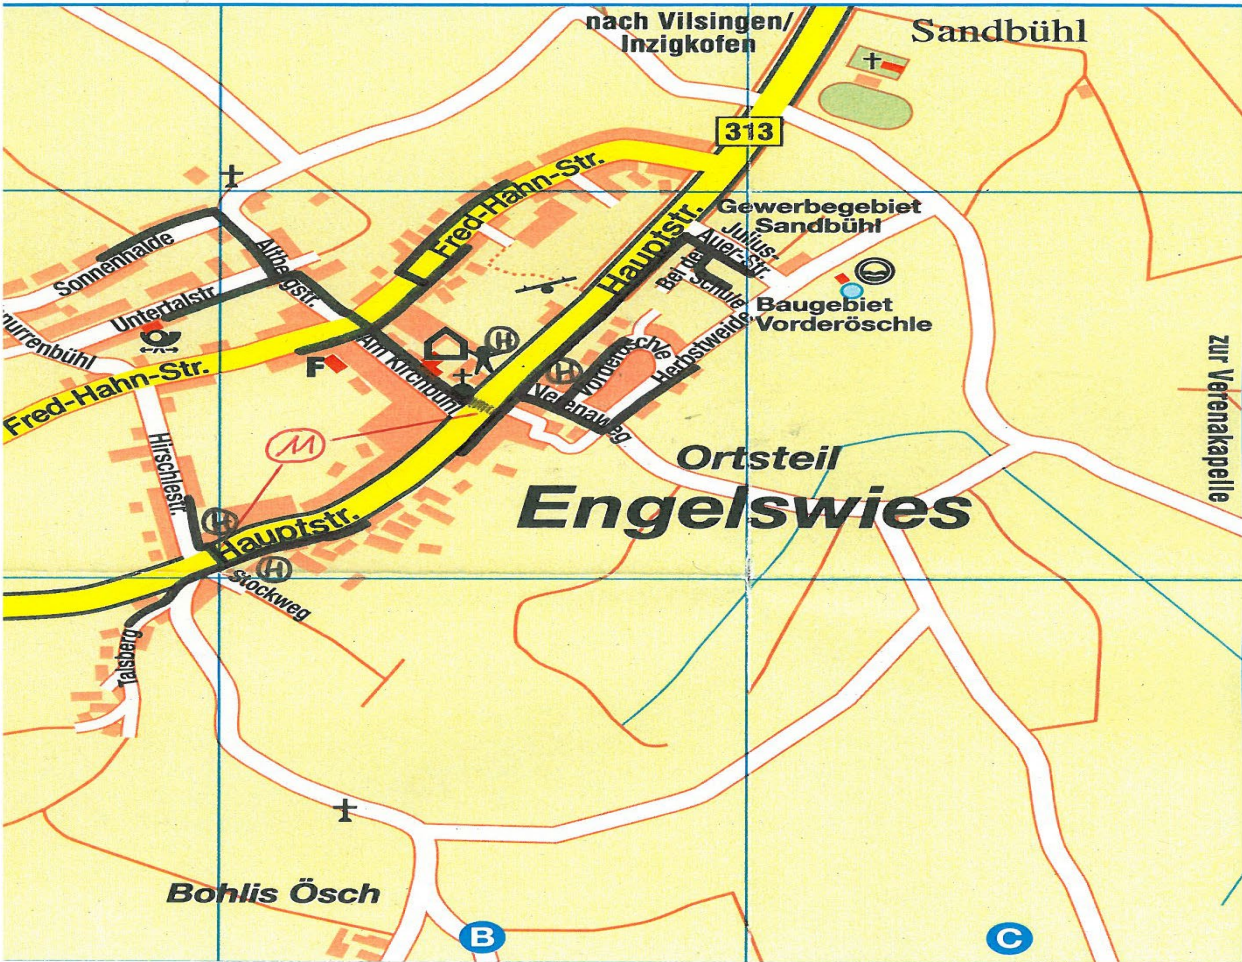 nach Vilsingen/
Inzigkofen
Sandbühl
313
Fred-Hahn-Str.
Hauptstr.
Gewerbegebiet
Sandbühl
Julius-
Auer-Str.
Bei der
Schule
Sonnenhalde
Altbergstr.
Untertalstr.
Baugebiet
Vorderöschle
Vorderöschle
Herbstweide
zur Verenakapelle
H
Am Kirchbühl
F
H
Fred-Hahn-Str.
Hirschlestr.
11
Ortsteil
Engelswies
H
Hauptstr.
H
Stockweg
Talsberg
Bohlis Ösch
B
C